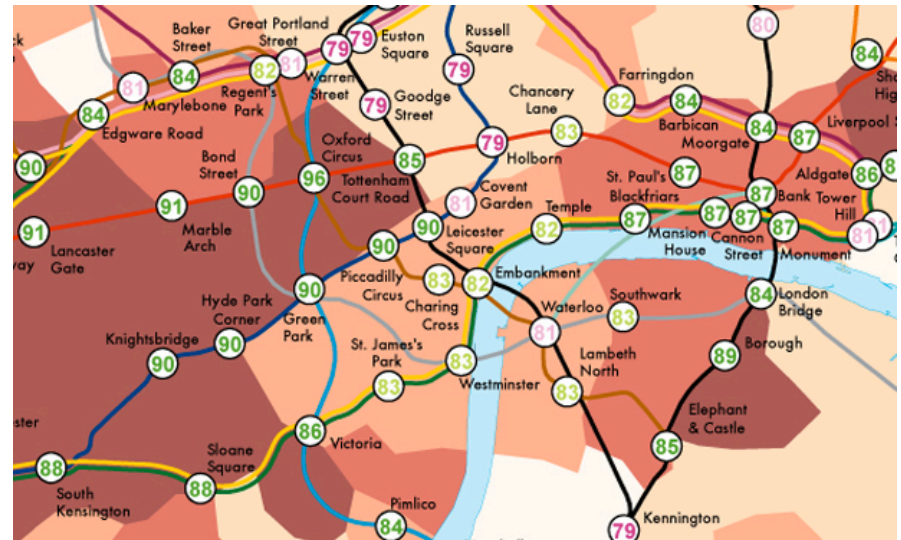 80
Great Portland
Street
Baker
Street
Euston
Square
79
79
Russell
Square
79
84
81
84
82
81
Regent's
Park
Warren
Street
Marylebone
Farringdon
82
84
Barbican
Moorgate
84
87
Liverpool
84
Edgware Road
79
Goodge
Street
Chancery
Lane
83
79
Holborn
Oxford
Circus
85
Bond
Street
90
96
Tottenham
Court Road
90
St. Paul's
87
Aldgate
86
Blackfriars
87
Bank
Tower
Hill
91
Marble
Arch
Covent
Garden
81
Temple
82
87
87
87
87
81
Mansion
House
Cannon
Street
Monument
91
Lancaster
Gate
90
Leicester
Square
90
Piccadilly
Circus
83
82
Embankment
Charing
Cross
90
Green
Park
Hyde Park
Corner
90
Knightsbridge
90
Waterloo
81
Southwark
83
84
London
Bridge
St. James's
Park
83
83
Westminster
Lambeth
North
83
89
Borough
Elephant
& Castle
85
86
Victoria
Sloane
Square
88
88
South
Kensington
Pimlico
84
79
Kennington